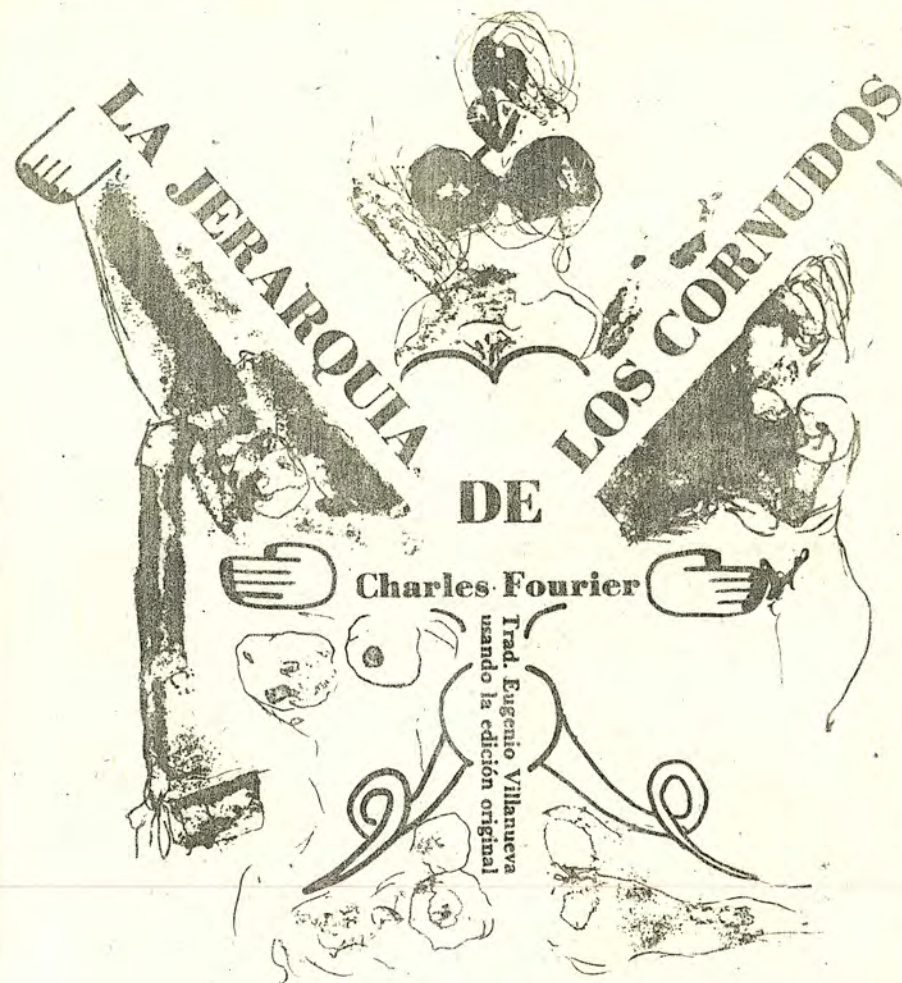 LA JERARQUIA
DE
LOS CORNUDOS
Charles Fourier
Trad. Eugenio Villanueva
usando la edición original